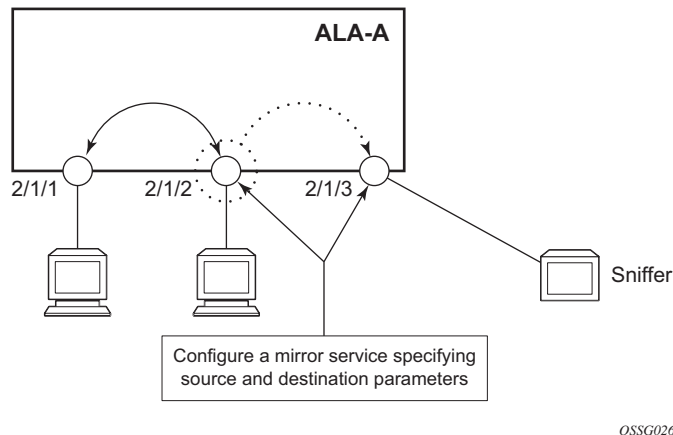 ALA-A
2/1/1
2/1/2
2/1/3
Sniffer
Configure a mirror service specifying
source and destination parameters
OSSG026